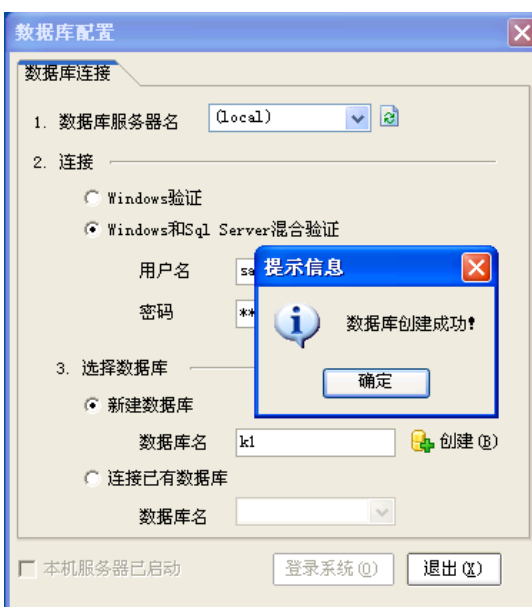 数据库配置
数据库连接
1. 数据库服务器名 (local)
2. 连接
Windows验证
Windows和Sql Server混合验证
用户名 sa
密码 **
提示信息
数据库创建成功!
确定
3. 选择数据库
新建数据库
数据库名 k1 创建(B)
连接已有数据库
数据库名
本机服务器已启动 登录系统(O) 退出(X)